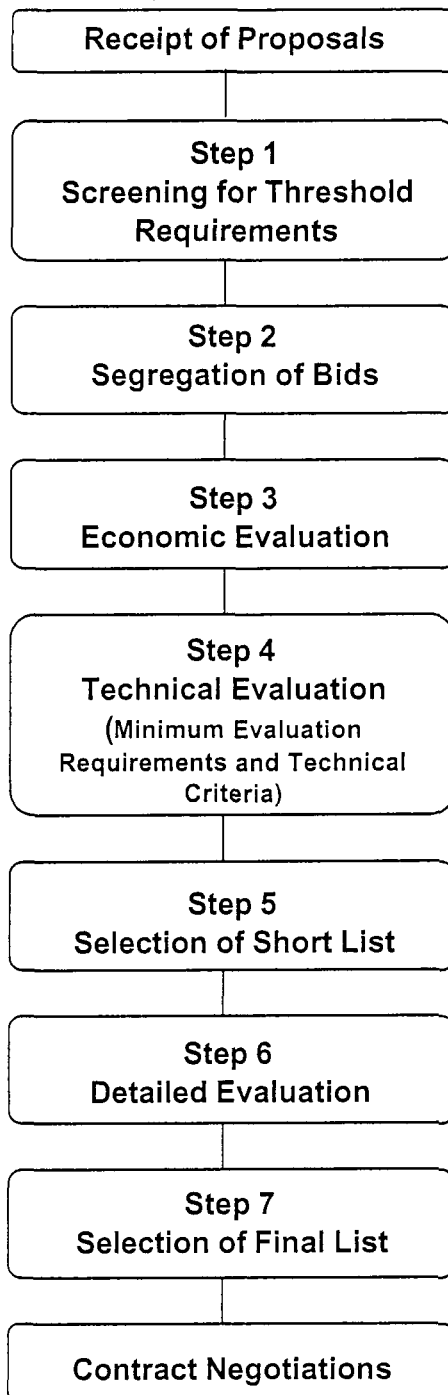 Receipt of Proposals
Step 1
Screening for Threshold
Requirements
Step 2
Segregation of Bids
Step 3
Economic Evaluation
Step 4
Technical Evaluation
(Minimum Evaluation
Requirements and Technical
Criteria)
Step 5
Selection of Short List
Step 6
Detailed Evaluation
Step 7
Selection of Final List
Contract Negotiations